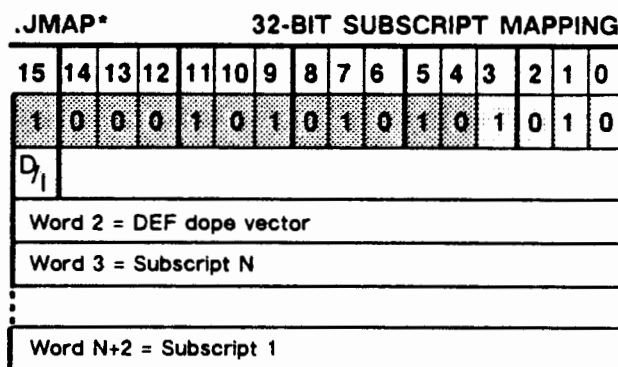 .JMAP* 32-BIT SUBSCRIPT MAPPING
15 14 13 12 11 10 9 8 7 6 5 4 3 2 1 0
1 0 0 0 1 0 1 0 1 0 1 0 1 0 1 0
D/I
Word 2 = DEF dope vector
Word 3 = Subscript N
Word N+2 = Subscript 1